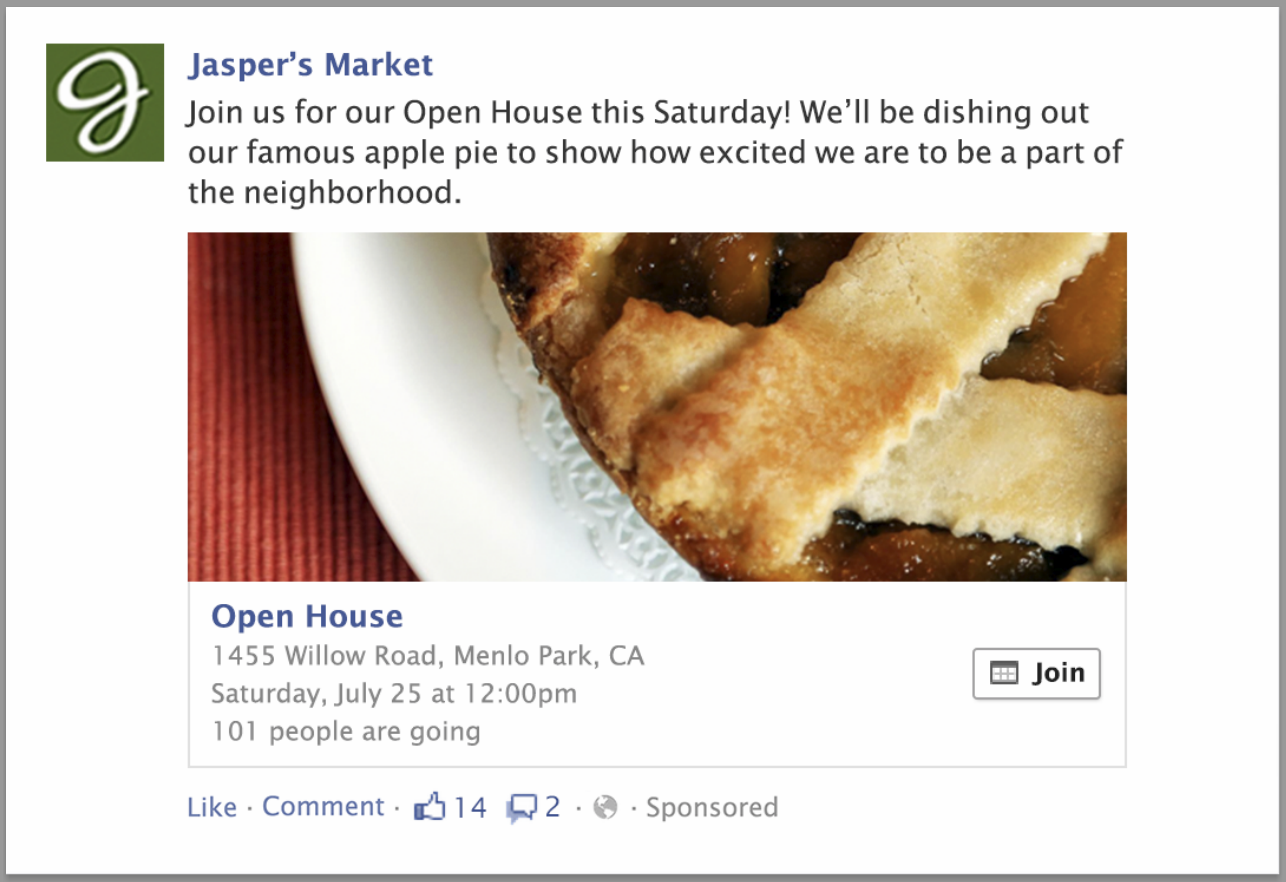 Jasper’s Market
Join us for our Open House this Saturday! We’ll be dishing out
our famous apple pie to show how excited we are to be a part of
the neighborhood.
Open House
1455 Willow Road, Menlo Park, CA
Saturday, July 25 at 12:00pm
101 people are going
Join
Like · Comment · 14 2 · · Sponsored